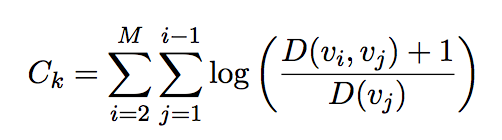 C_k = \sum_{i=2}^{M} \sum_{j=1}^{i-1} \log \left( \frac{D(v_i, v_j) + 1}{D(v_j)} \right)